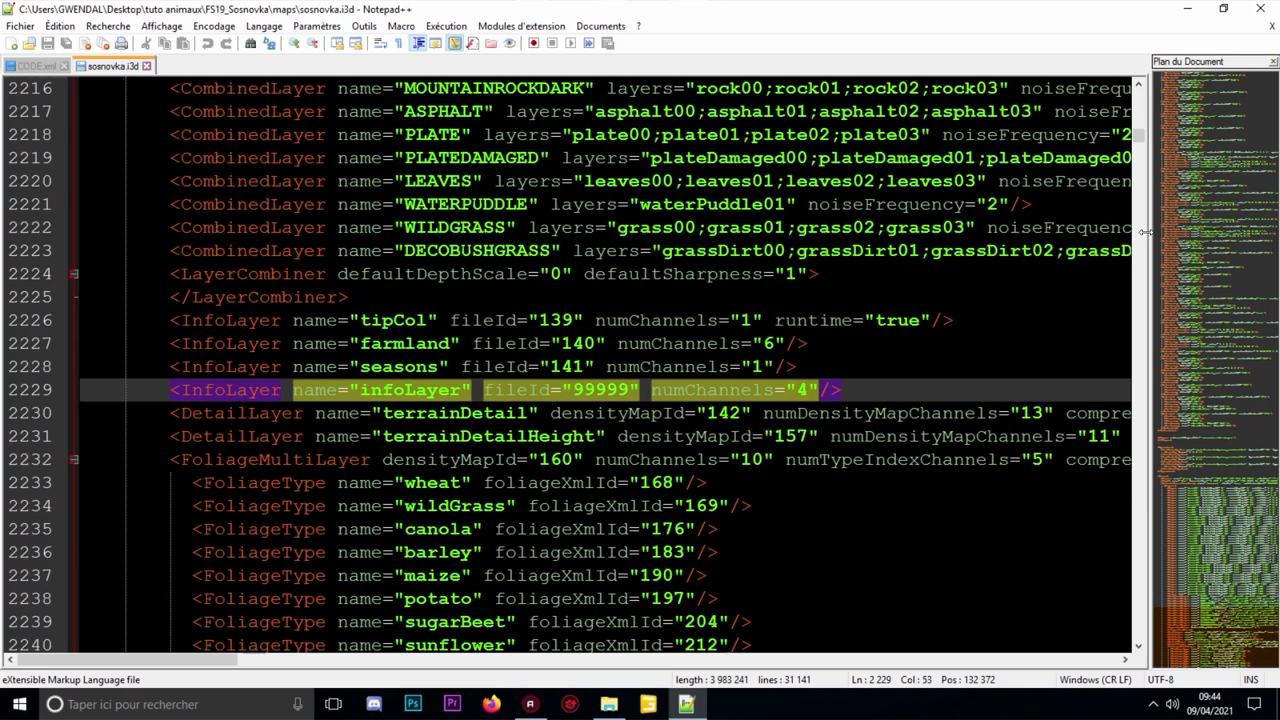 C:\Users\GWENDAL\Desktop\tuto animaux\FS19_Sosnovka\maps\sosnovka.i3d - Notepad++
Fichier Édition Recherche Affichage Encodage Langage Paramètres Outils Macro Exécution Modules d'extension Documents ?
CODE.xml sosnovka.i3d Plan du Document
2216 <CombinedLayer name="MOUNTAINROCKDARK" layers="rock00;rock01;rock02;rock03" noiseFrequ
2217 <CombinedLayer name="ASPHALT" layers="asphalt00;asphalt01;asphalt02;asphalt03" noiseF
2218 <CombinedLayer name="PLATE" layers="plate00;plate01;plate02;plate03" noiseFrequency="2
2219 <CombinedLayer name="PLATEDAMAGED" layers="plateDamaged00;plateDamaged01;plateDamaged0
2220 <CombinedLayer name="LEAVES" layers="leaves00;leaves01;leaves02;leaves03" noiseFrequen
2221 <CombinedLayer name="WATERPUDDLE" layers="waterPuddle01" noiseFrequency="2"/>
2222 <CombinedLayer name="WILDGRASS" layers="grass00;grass01;grass02;grass03" noiseFrequenc
2223 <CombinedLayer name="DECOBUSHGRASS" layers="grassDirt00;grassDirt01;grassDirt02;grassD
2224 <LayerCombiner defaultDepthScale="0" defaultSharpnss="1">
2225 </LayerCombiner>
2226 <InfoLayer name="tipCol" fileId="139" numChannels="1" runtime="true"/>
2227 <InfoLayer name="farmland" fileId="140" numChannels="6"/>
2228 <InfoLayer name="seasons" fileId="141" numChannels="1"/>
2229 <InfoLayer name="infoLayer" fileId="99999" numChannels="4"/>
2230 <DetailLayer name="terrainDetail" densityMapId="142" numDensityMapChannels="13" compre
2231 <DetailLayer name="terrainDetailHeight" densityMapId="157" numDensityMapChannels="11"
2232 <FoliageMultiLayer densityMapId="160" numChannels="10" numTypeIndexChannels="5" compre
2233 <FoliageType name="wheat" foliageXmlId="168"/>
2234 <FoliageType name="wildGrass" foliageXmlId="169"/>
2235 <FoliageType name="canola" foliageXmlId="176"/>
2236 <FoliageType name="barley" foliageXmlId="183"/>
2237 <FoliageType name="maize" foliageXmlId="190"/>
2238 <FoliageType name="potato" foliageXmlId="197"/>
2239 <FoliageType name="sugarBeet" foliageXmlId="204"
2240 <FoliageType name="sunflower" foliageXmlId="212"
eXtensible Markup Language file length : 3 983 241 lines : 31 141 Ln : 2 229 Col : 53 Pos : 132 372 Windows (CR LF) UTF-8 INS
Taper ici pour rechercher
09:44
09/04/2021